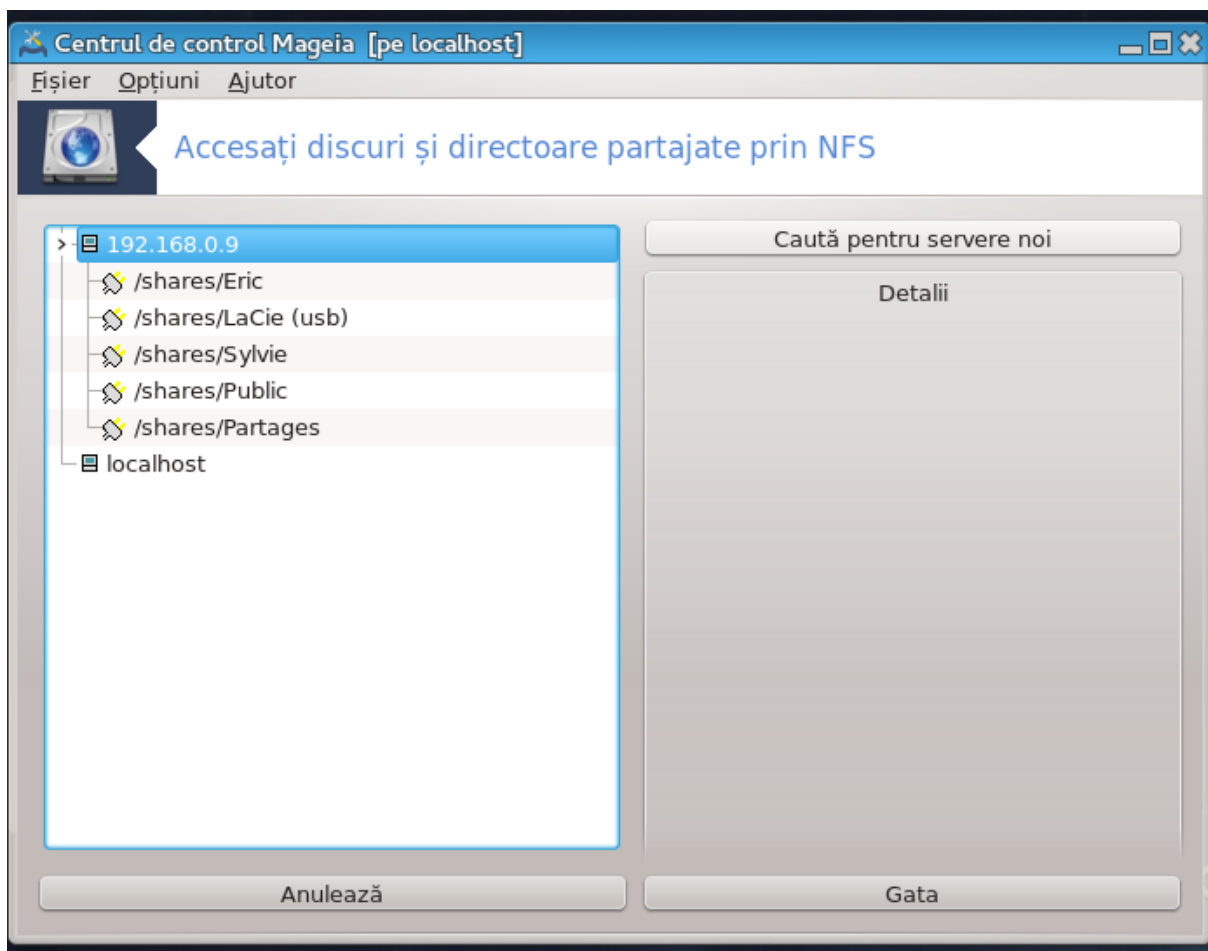 Centrul de control Mageia [pe localhost]
Fișier Opțiuni Ajutor
Accesați discuri și directoare partajate prin NFS
192.168.0.9
/shares/Eric
/shares/LaCie (usb)
/shares/Sylvie
/shares/Public
/shares/Partages
localhost
Caută pentru servere noi
Detalii
Anulează
Gata